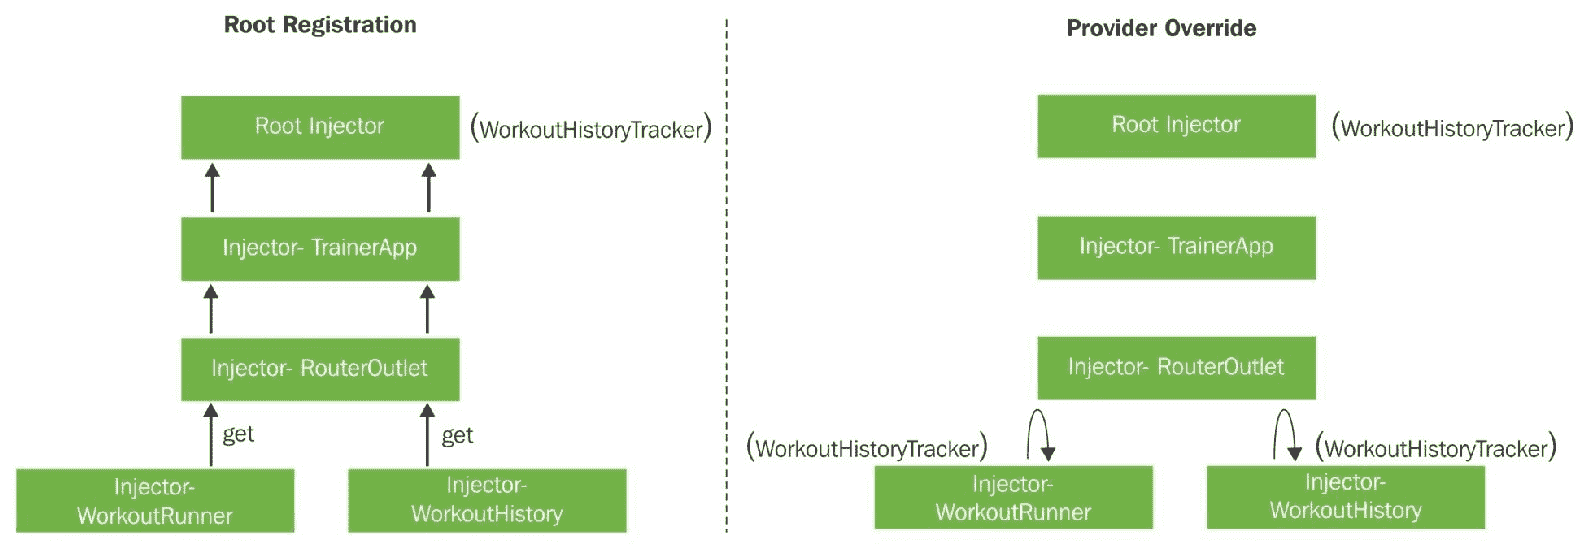 Root Registration
Root Injector
(WorkoutHistoryTracker)
Injector- TrainerApp
Injector- RouterOutlet
get
get
Injector-
WorkoutRunner
Injector-
WorkoutHistory
Provider Override
Root Injector
(WorkoutHistoryTracker)
Injector- TrainerApp
Injector- RouterOutlet
(WorkoutHistoryTracker)
(WorkoutHistoryTracker)
Injector-
WorkoutRunner
Injector-
WorkoutHistory